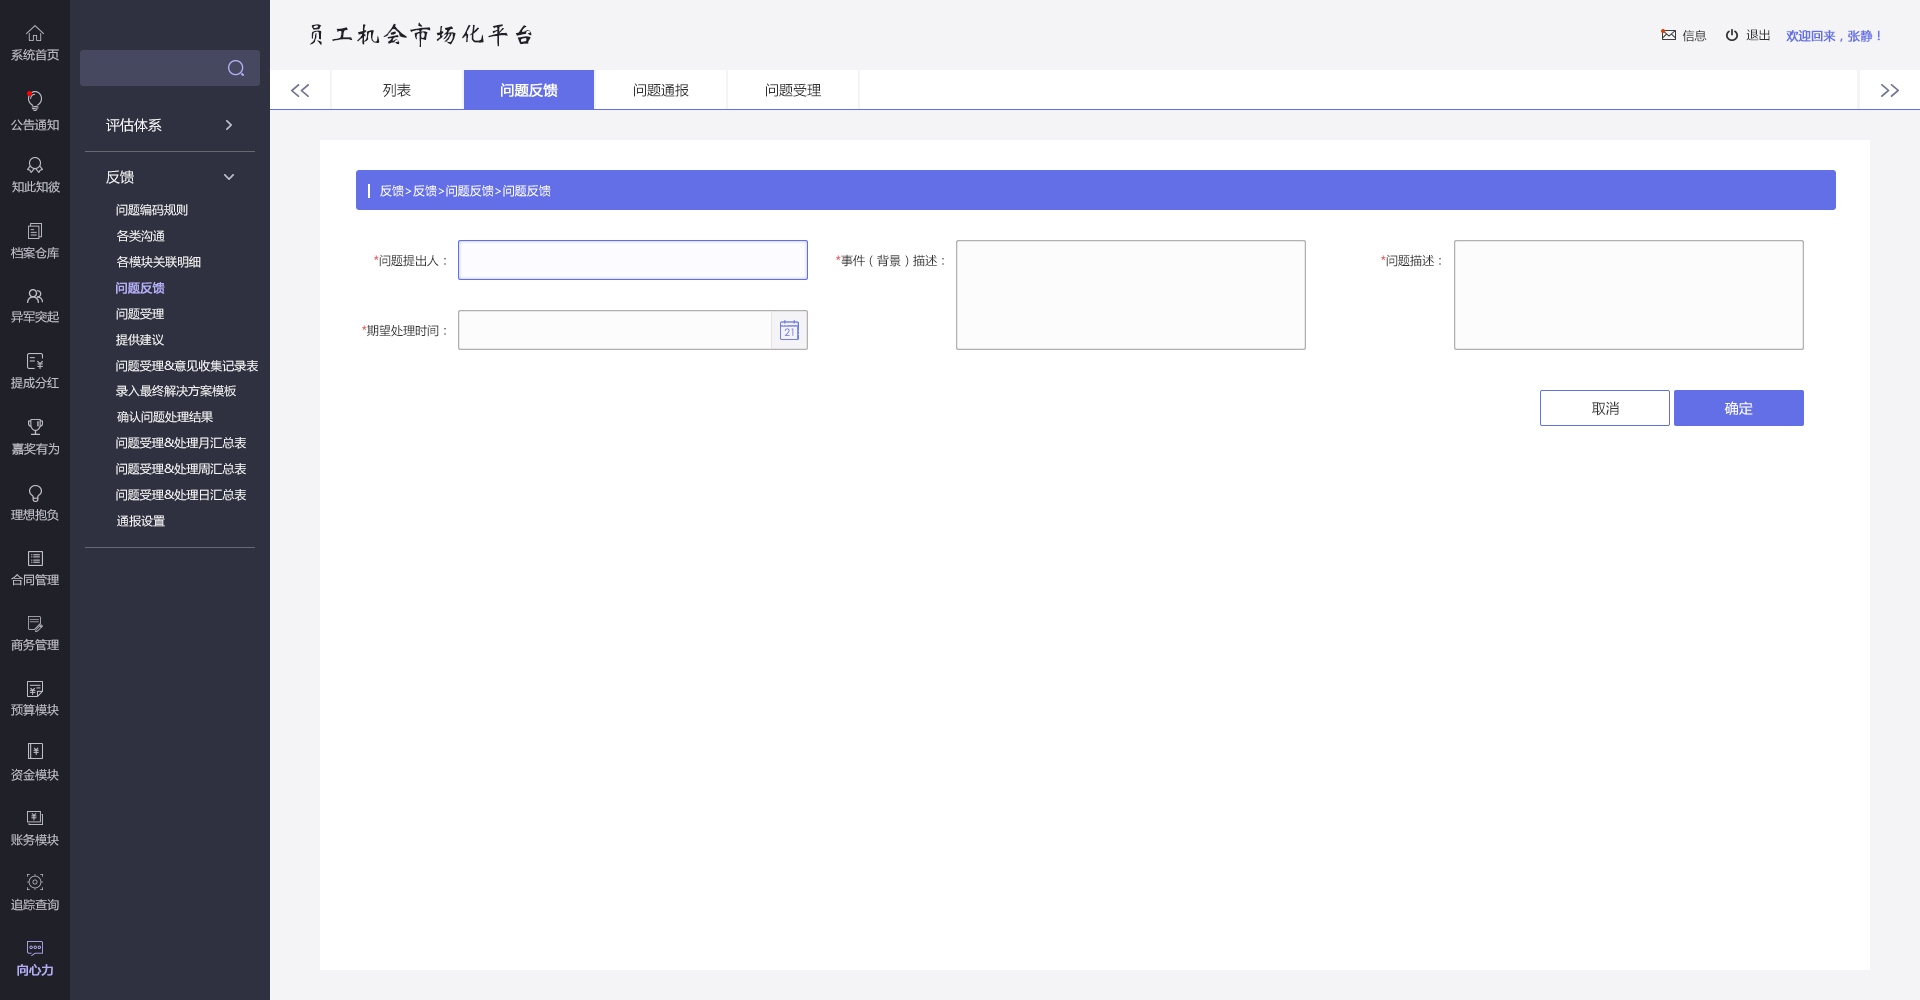 员工机会市场化平台
信息
退出
欢迎回来，张静！
列表
问题反馈
问题通报
问题受理
系统首页
公告通知
知此知彼
档案仓库
异军突起
提成分红
嘉奖有为
理想抱负
合同管理
商务管理
预算模块
资金模块
账务模块
追踪查询
向心力
评估体系
反馈
问题编码规则
各类沟通
各模块关联明细
问题反馈
问题受理
提供建议
问题受理&意见收集记录表
录入最终解决方案模板
确认问题处理结果
问题受理&处理月汇总表
问题受理&处理周汇总表
问题受理&处理日汇总表
通报设置
反馈>反馈>问题反馈>问题反馈
*问题提出人：
*事件（背景）描述：
*问题描述：
*期望处理时间：
21
取消
确定